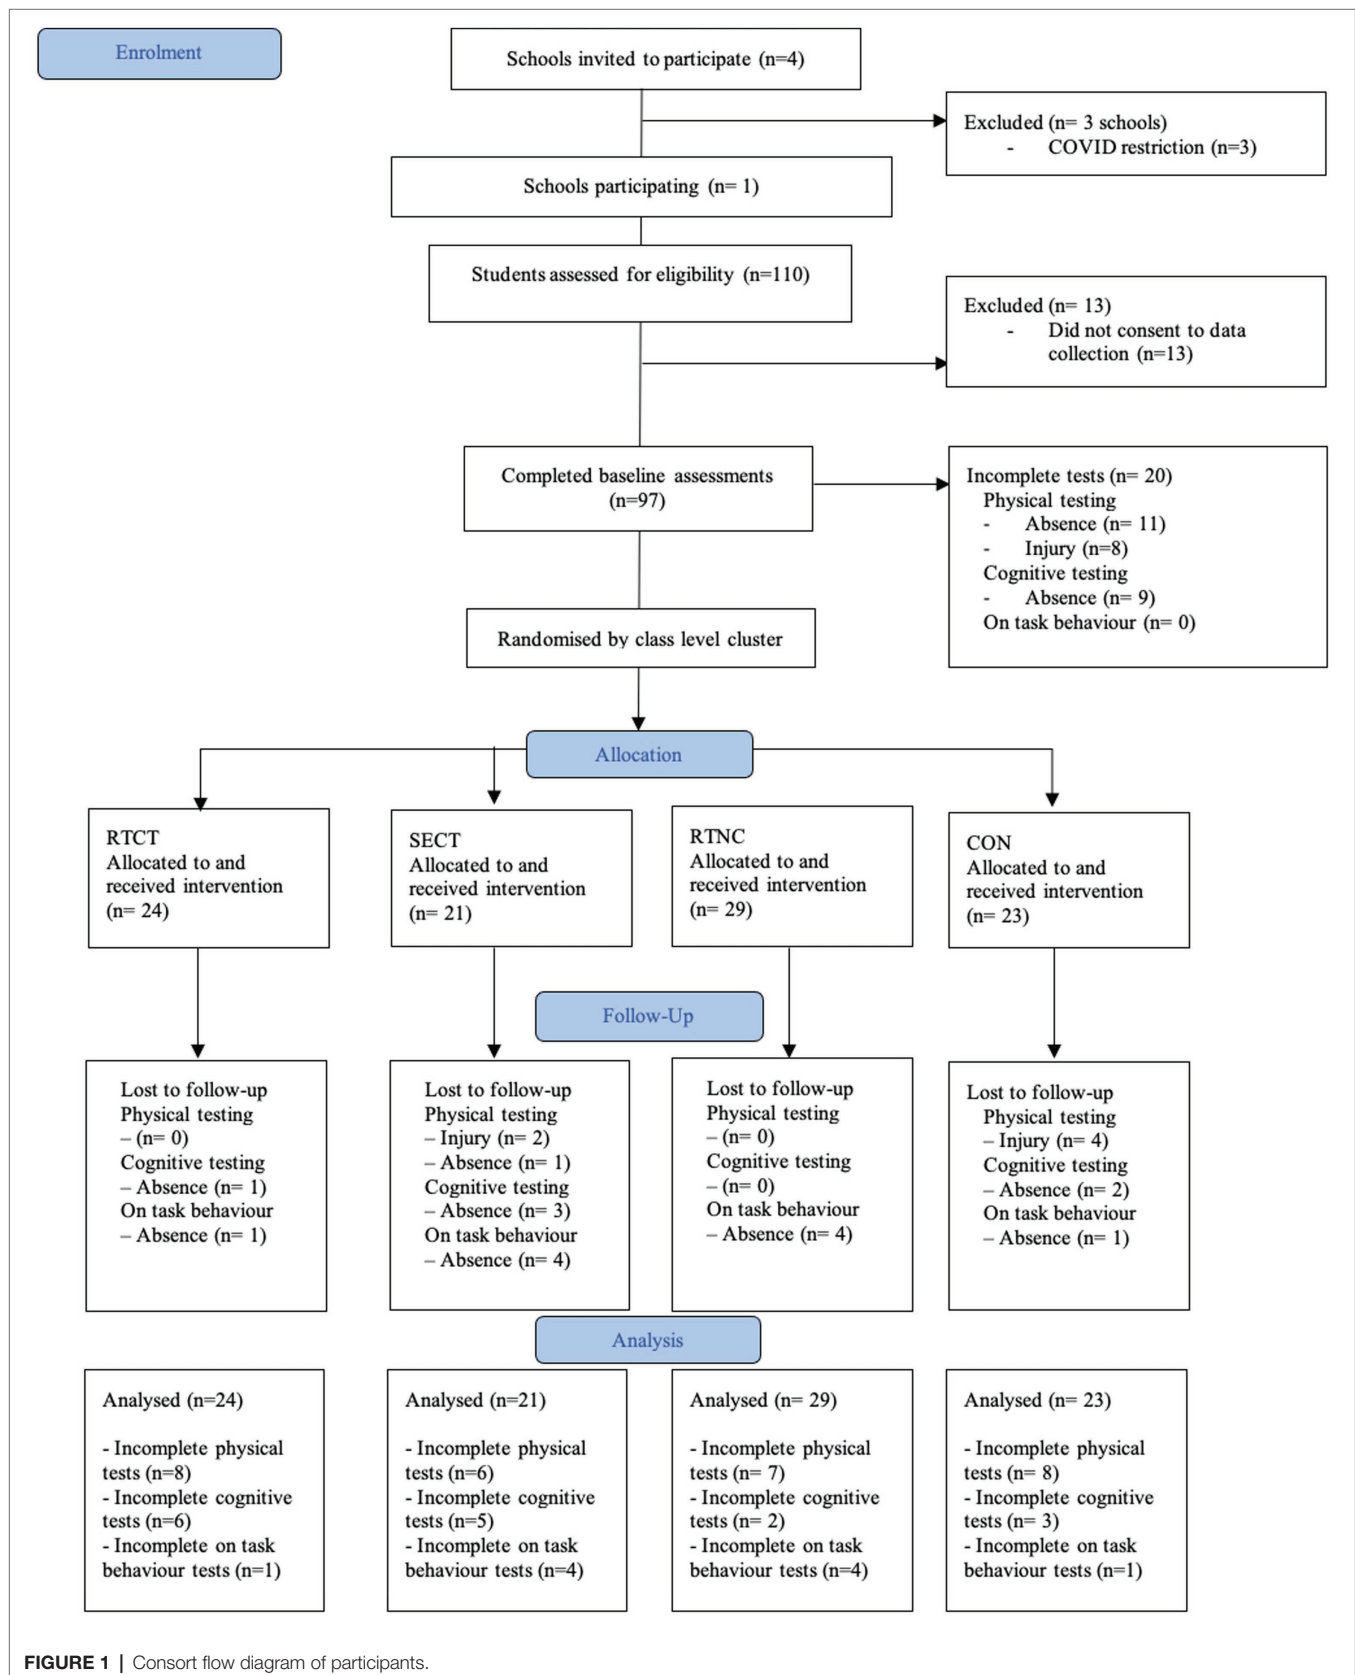 Enrolment
Schools invited to participate (n=4)
Excluded (n= 3 schools)
- COVID restriction (n=3)
Schools participating (n= 1)
Students assessed for eligibility (n=110)
Excluded (n= 13)
- Did not consent to data
collection (n=13)
Completed baseline assessments
(n=97)
Incomplete tests (n= 20)
Physical testing
- Absence (n= 11)
- Injury (n=8)
Cognitive testing
- Absence (n= 9)
On task behaviour (n= 0)
Randomised by class level cluster
Allocation
RTCT
Allocated to and
received intervention
(n= 24)
SECT
Allocated to and
received intervention
(n= 21)
RTNC
Allocated to and
received intervention
(n= 29)
CON
Allocated to and
received intervention
(n= 23)
Follow-Up
Lost to follow-up
Physical testing
– (n= 0)
Cognitive testing
– Absence (n= 1)
On task behaviour
– Absence (n= 1)
Lost to follow-up
Physical testing
– Injury (n= 2)
– Absence (n= 1)
Cognitive testing
– Absence (n= 3)
On task behaviour
– Absence (n= 4)
Lost to follow-up
Physical testing
– (n= 0)
Cognitive testing
– (n= 0)
On task behaviour
– Absence (n= 4)
Lost to follow-up
Physical testing
– Injury (n= 4)
Cognitive testing
– Absence (n= 2)
On task behaviour
– Absence (n= 1)
Analysis
Analysed (n=24)
- Incomplete physical
tests (n=8)
- Incomplete cognitive
tests (n=6)
- Incomplete on task
behaviour tests (n=1)
Analysed (n=21)
- Incomplete physical
tests (n=6)
- Incomplete cognitive
tests (n=5)
- Incomplete on task
behaviour tests (n=4)
Analysed (n= 29)
- Incomplete physical
tests (n= 7)
- Incomplete cognitive
tests (n= 2)
- Incomplete on task
behaviour tests (n=4)
Analysed (n= 23)
- Incomplete physical
tests (n= 8)
- Incomplete cognitive
tests (n= 3)
- Incomplete on task
behaviour tests (n=1)
FIGURE 1 | Consort flow diagram of participants.